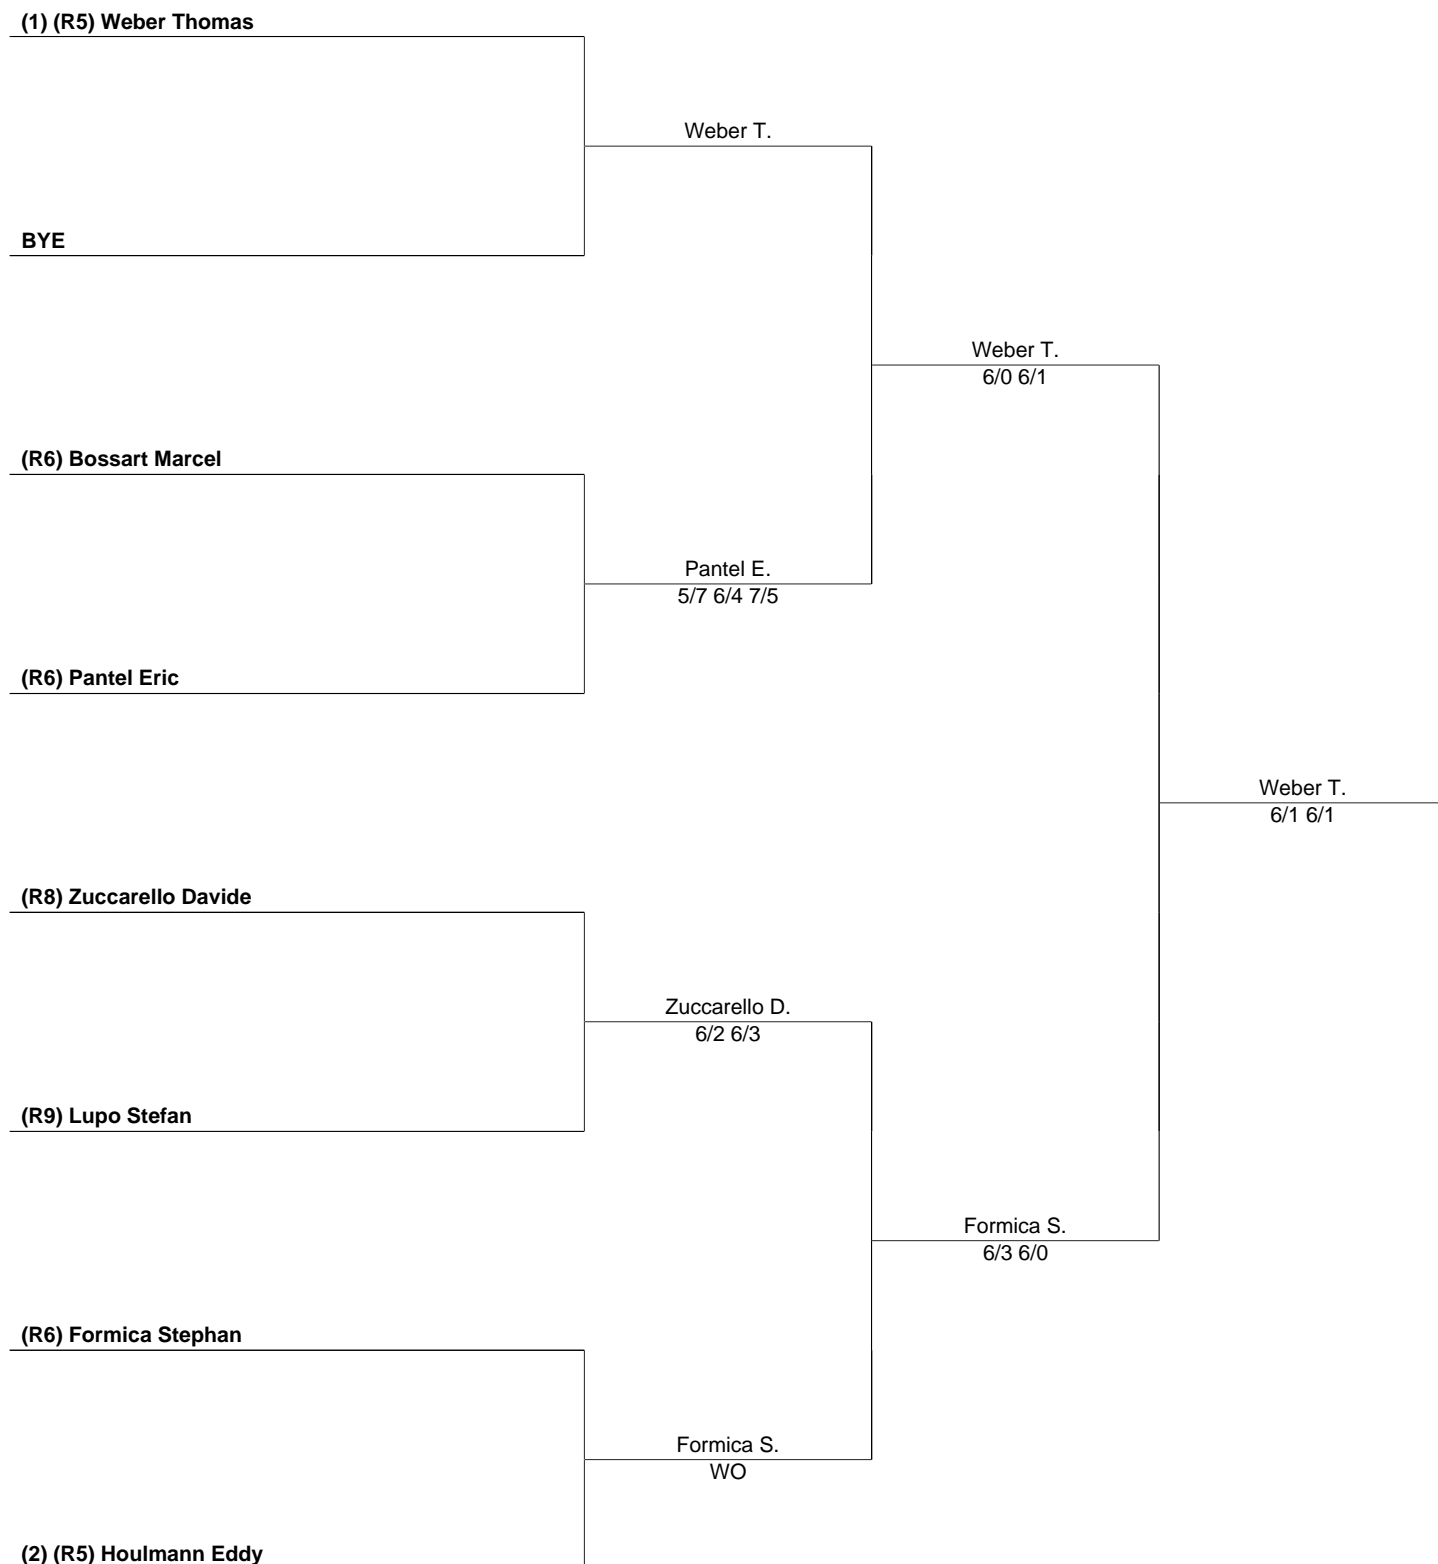 (1) (R5) Weber Thomas
Weber T.
BYE
Weber T.
6/0 6/1
(R6) Bossart Marcel
Pantel E.
5/7 6/4 7/5
(R6) Pantel Eric
Weber T.
6/1 6/1
(R8) Zuccarello Davide
Zuccarello D.
6/2 6/3
(R9) Lupo Stefan
Formica S.
6/3 6/0
(R6) Formica Stephan
Formica S.
WO
(2) (R5) Houlmann Eddy